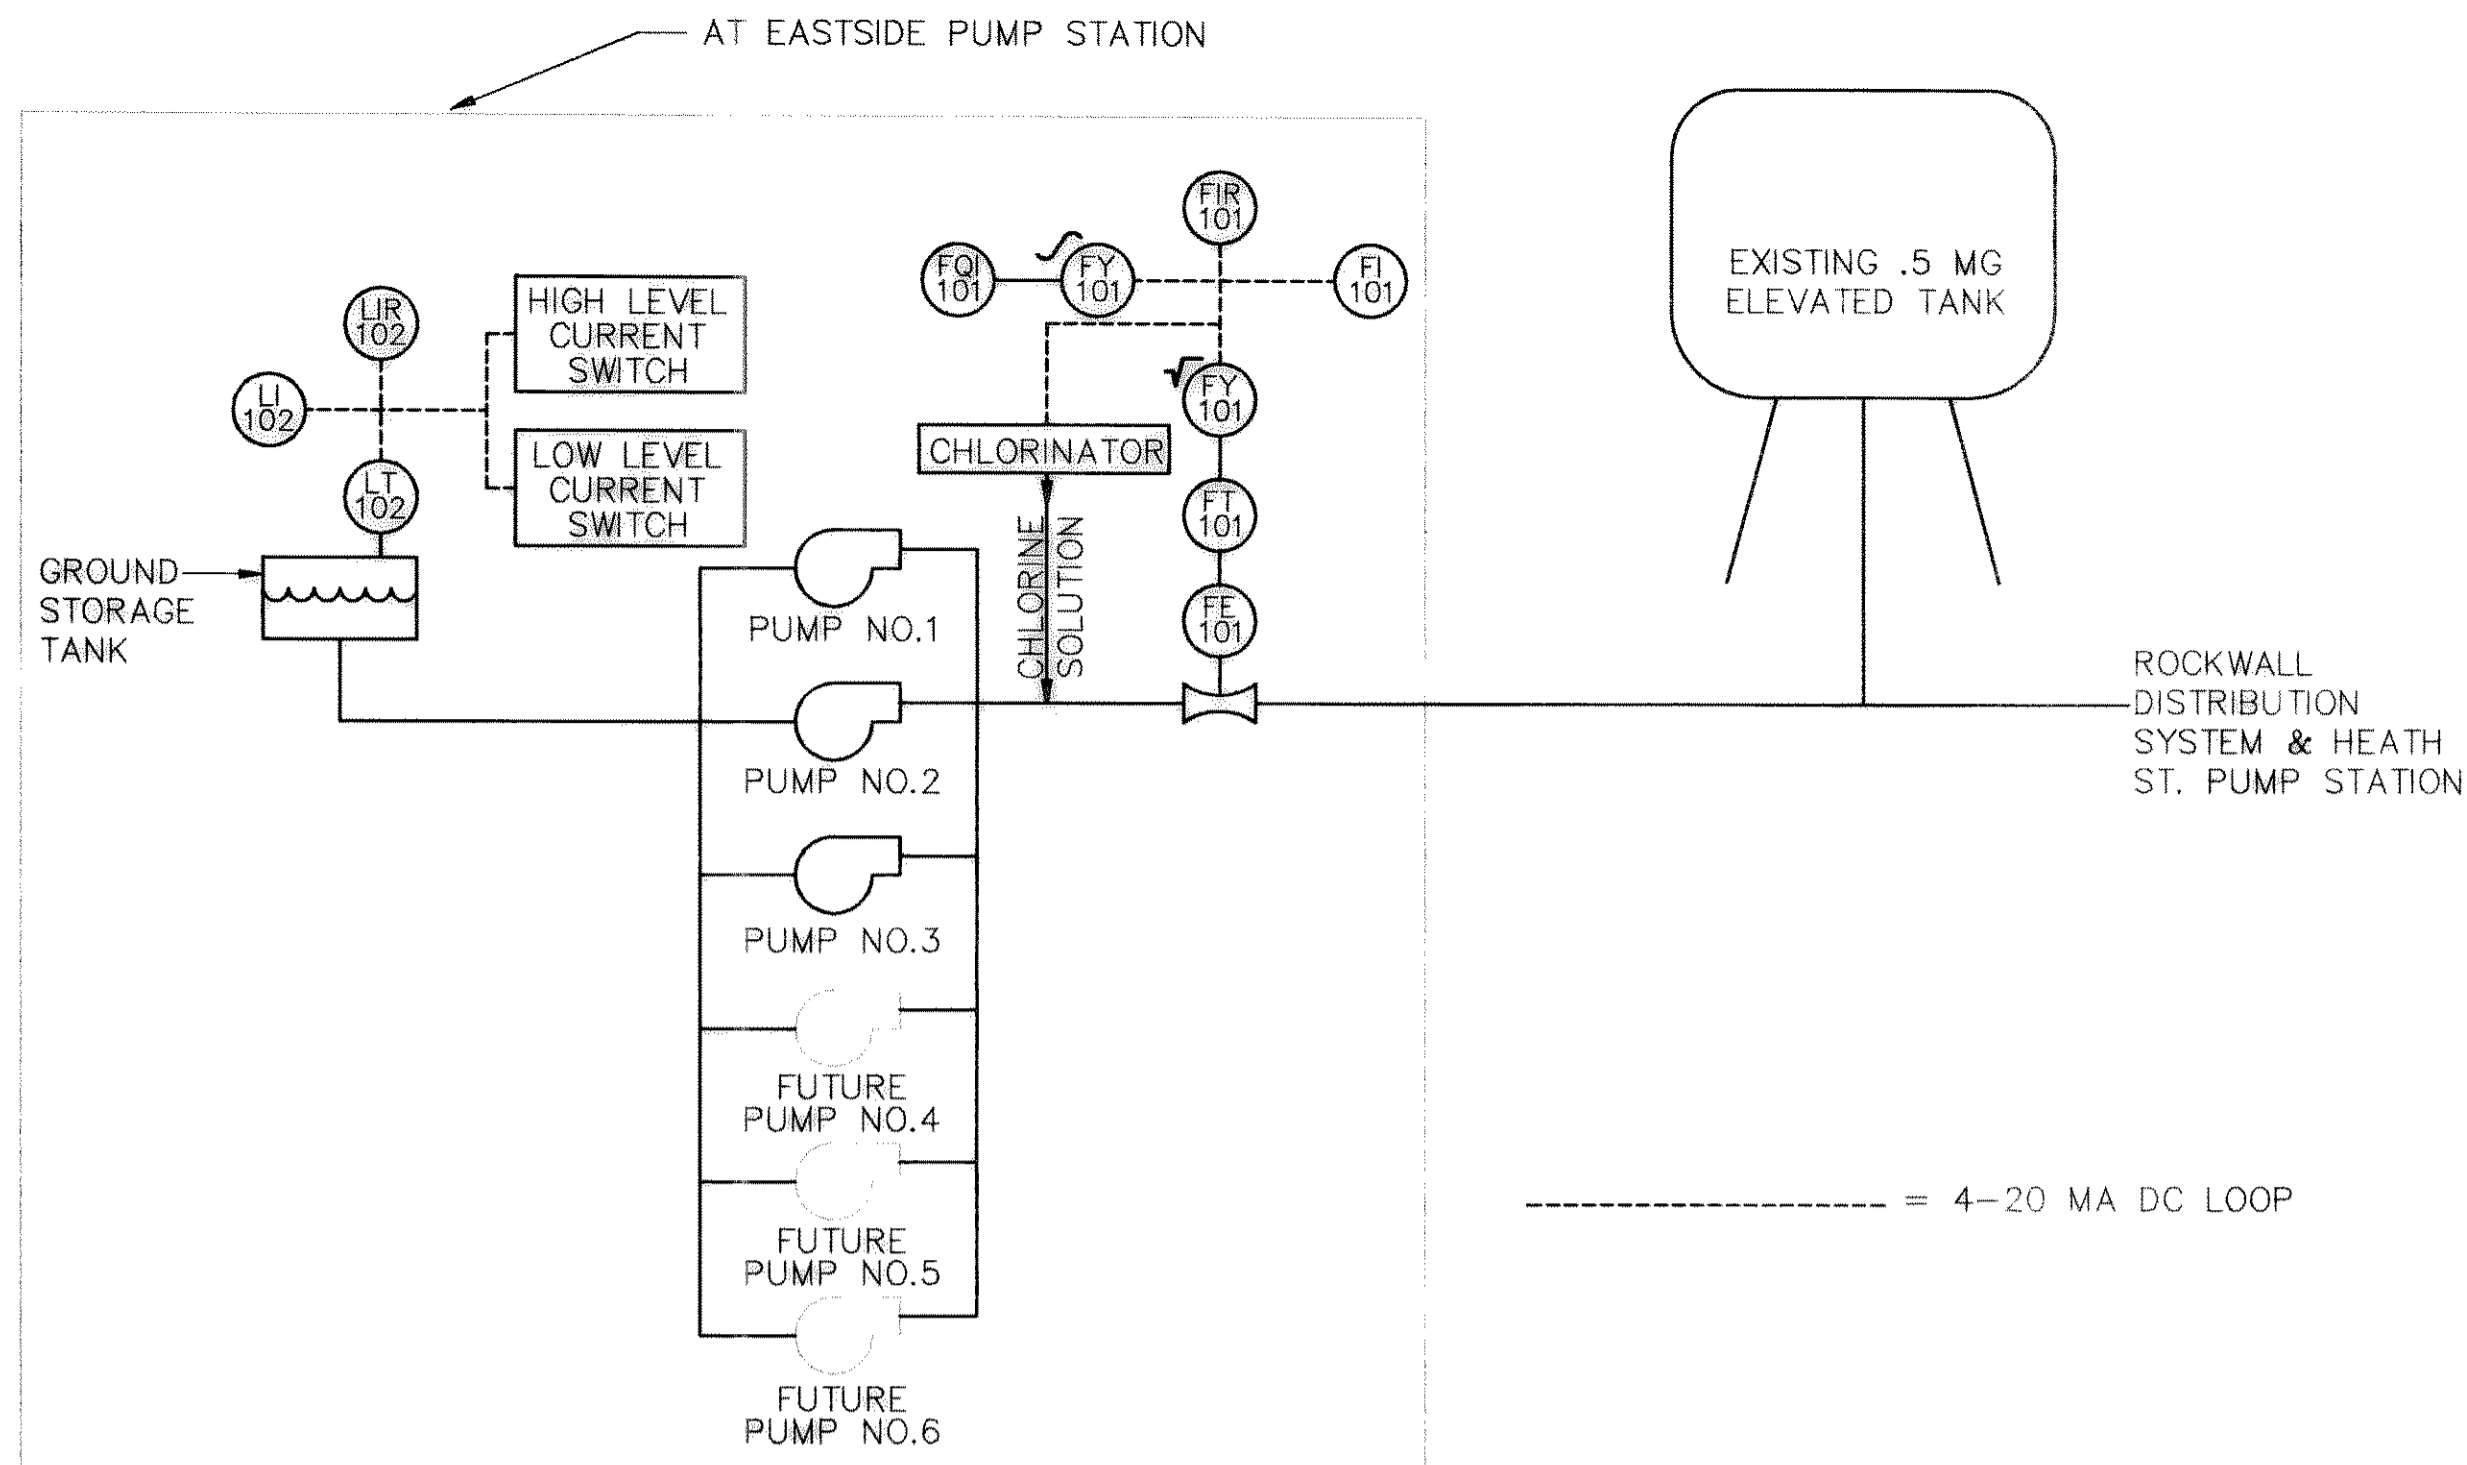 AT EASTSIDE PUMP STATION
FIR
101
FQI
101
FY
101
FI
101
EXISTING .5 MG
ELEVATED TANK
HIGH LEVEL
CURRENT
SWITCH
LIR
102
LI
102
√
FY
101
LOW LEVEL
CURRENT
SWITCH
CHLORINATOR
LT
102
FT
101
CHLORINE
SOLUTION
GROUND
STORAGE
TANK
FE
101
PUMP NO.1
ROCKWALL
DISTRIBUTION
SYSTEM & HEATH
ST. PUMP STATION
PUMP NO.2
PUMP NO.3
FUTURE
PUMP NO.4
FUTURE
PUMP NO.5
FUTURE
PUMP NO.6
= 4-20 MA DC LOOP